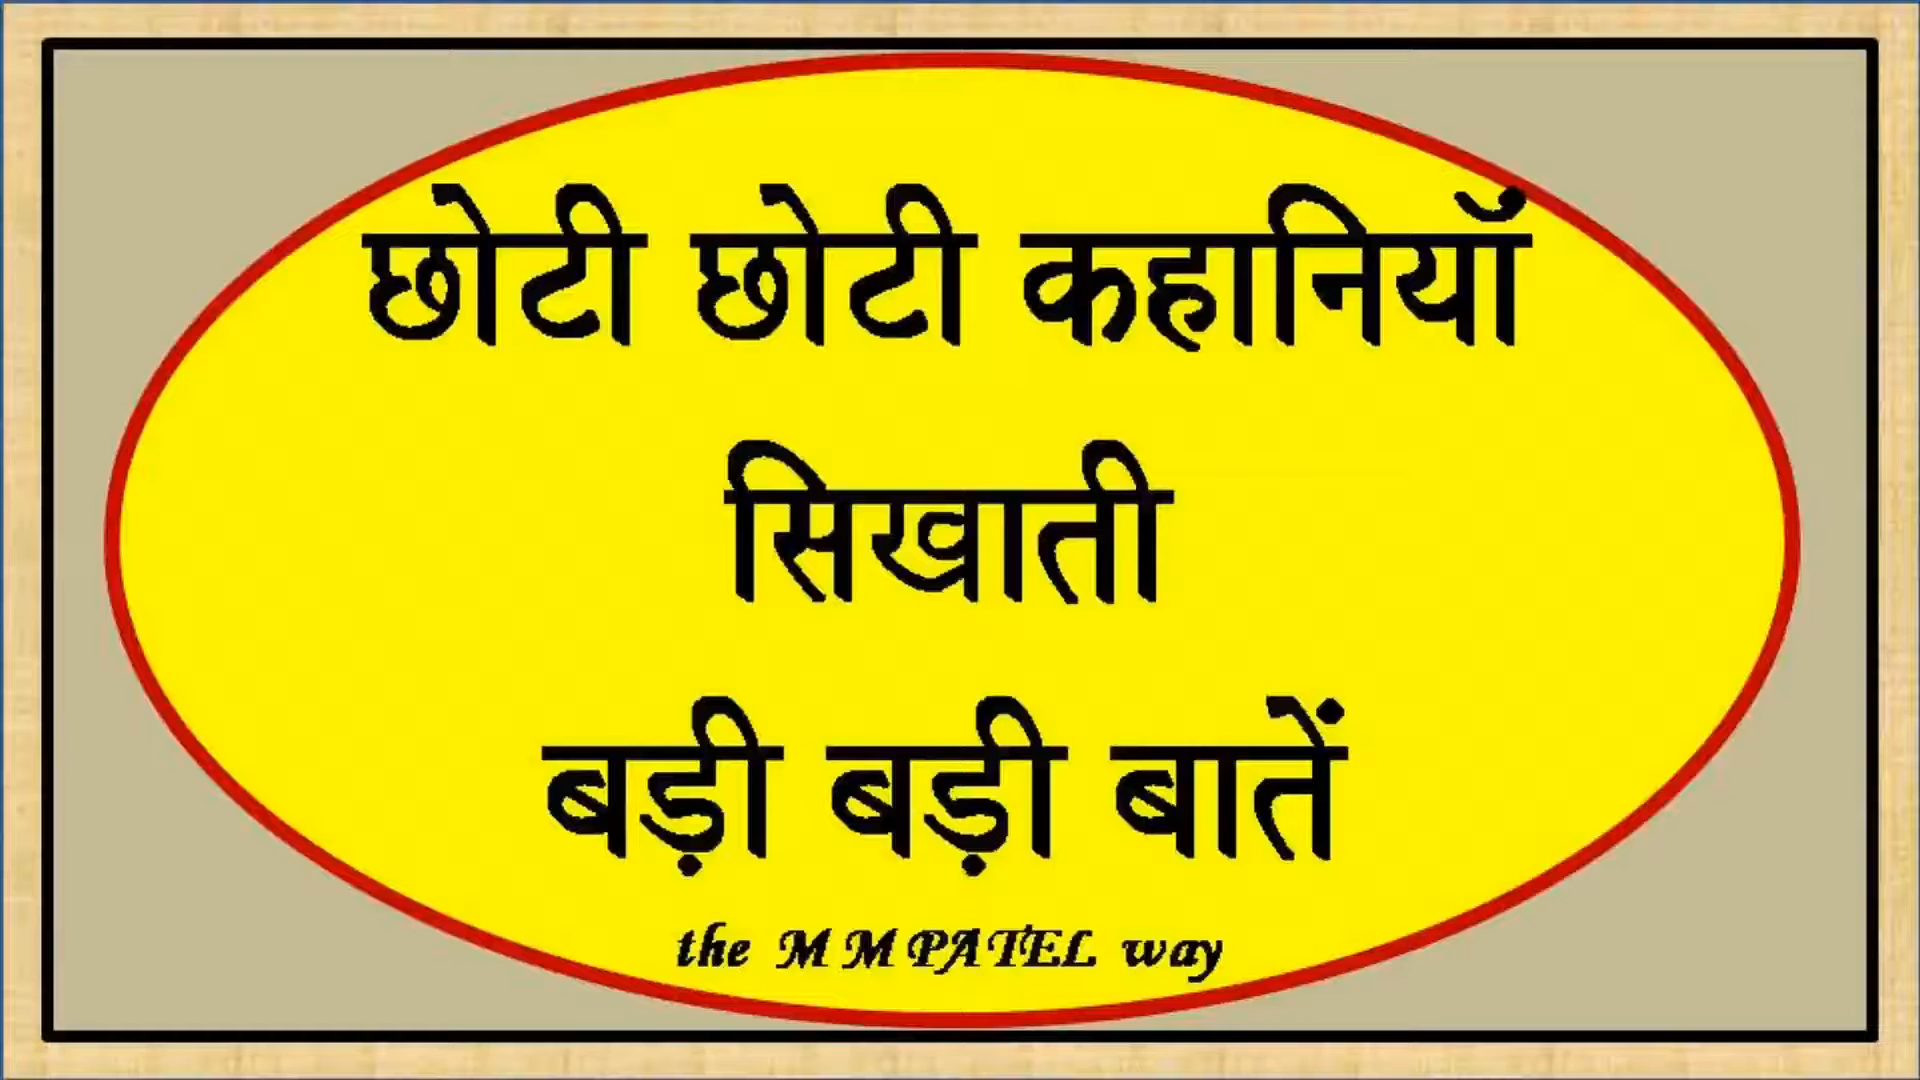 छोटी छोटी कहानियाँ
सिखाती
बड़ी बड़ी बातें
the M M PATEL way